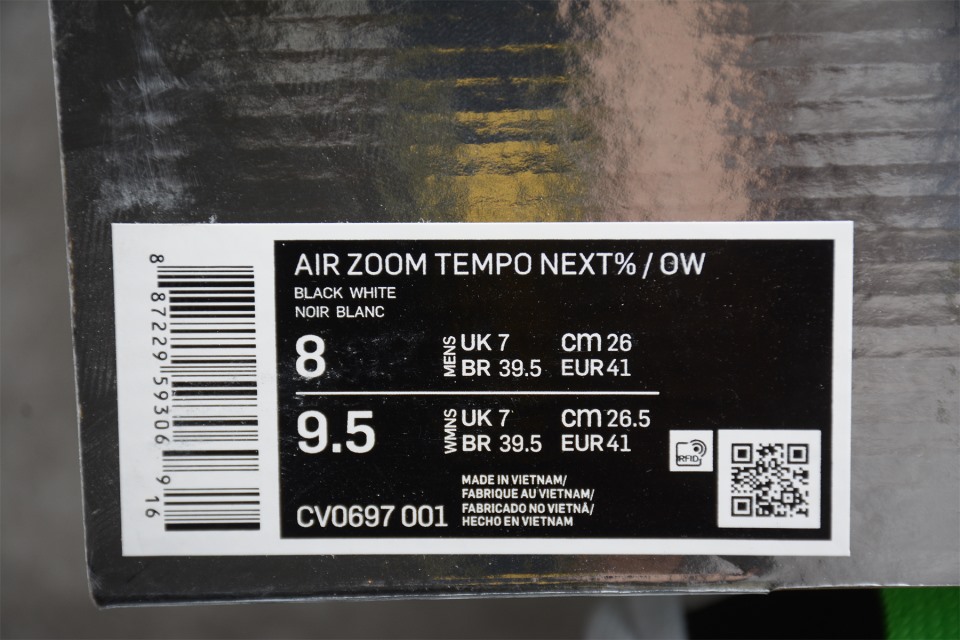 8 87229 59306 9 16
AIR ZOOM TEMPO NEXT% / OW
BLACK WHITE
NOIR BLANC
8
MENS
UK 7 CM 26
BR 39.5 EUR 41
9.5
WMNS
UK 7 CM 26.5
BR 39.5 EUR 41
RFID
CV0697 001
MADE IN VIETNAM/
FABRIQUE AU VIETNAM/
FABRICADO NO VIETNÃ/
HECHO EN VIETNAM